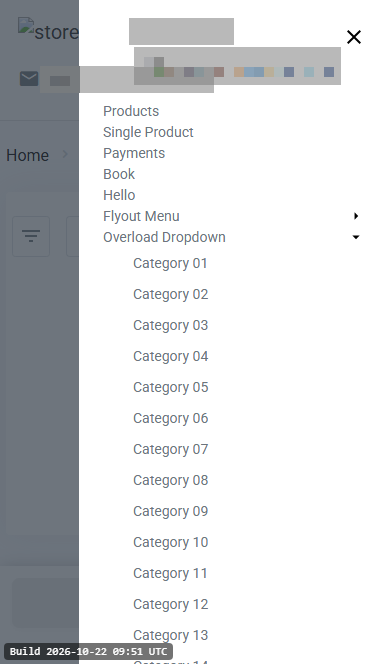 store
Home
Products
Single Product
Payments
Book
Hello
Flyout Menu
Overload Dropdown
Category 01
Category 02
Category 03
Category 04
Category 05
Category 06
Category 07
Category 08
Category 09
Category 10
Category 11
Category 12
Category 13
Build 2026-10-22 09:51 UTC